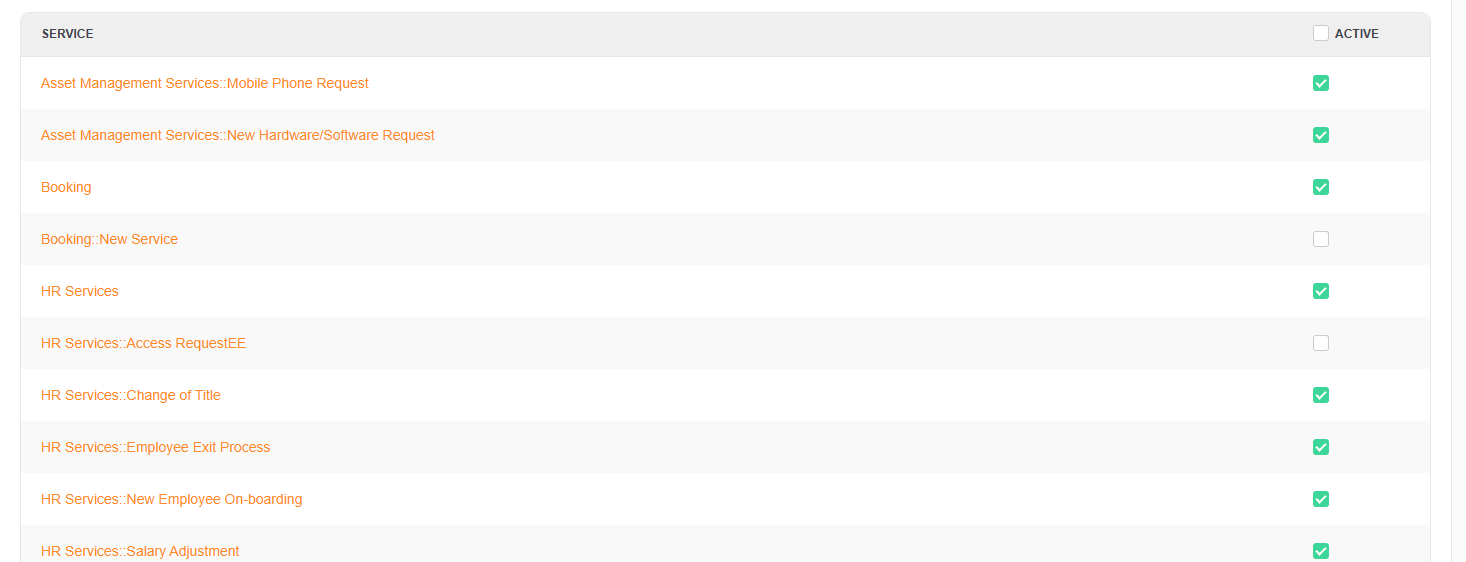 SERVICE ACTIVE
Asset Management Services::Mobile Phone Request
Asset Management Services::New Hardware/Software Request
Booking
Booking::New Service
HR Services
HR Services::Access RequestEE
HR Services::Change of Title
HR Services::Employee Exit Process
HR Services::New Employee On-boarding
HR Services::Salary Adjustment